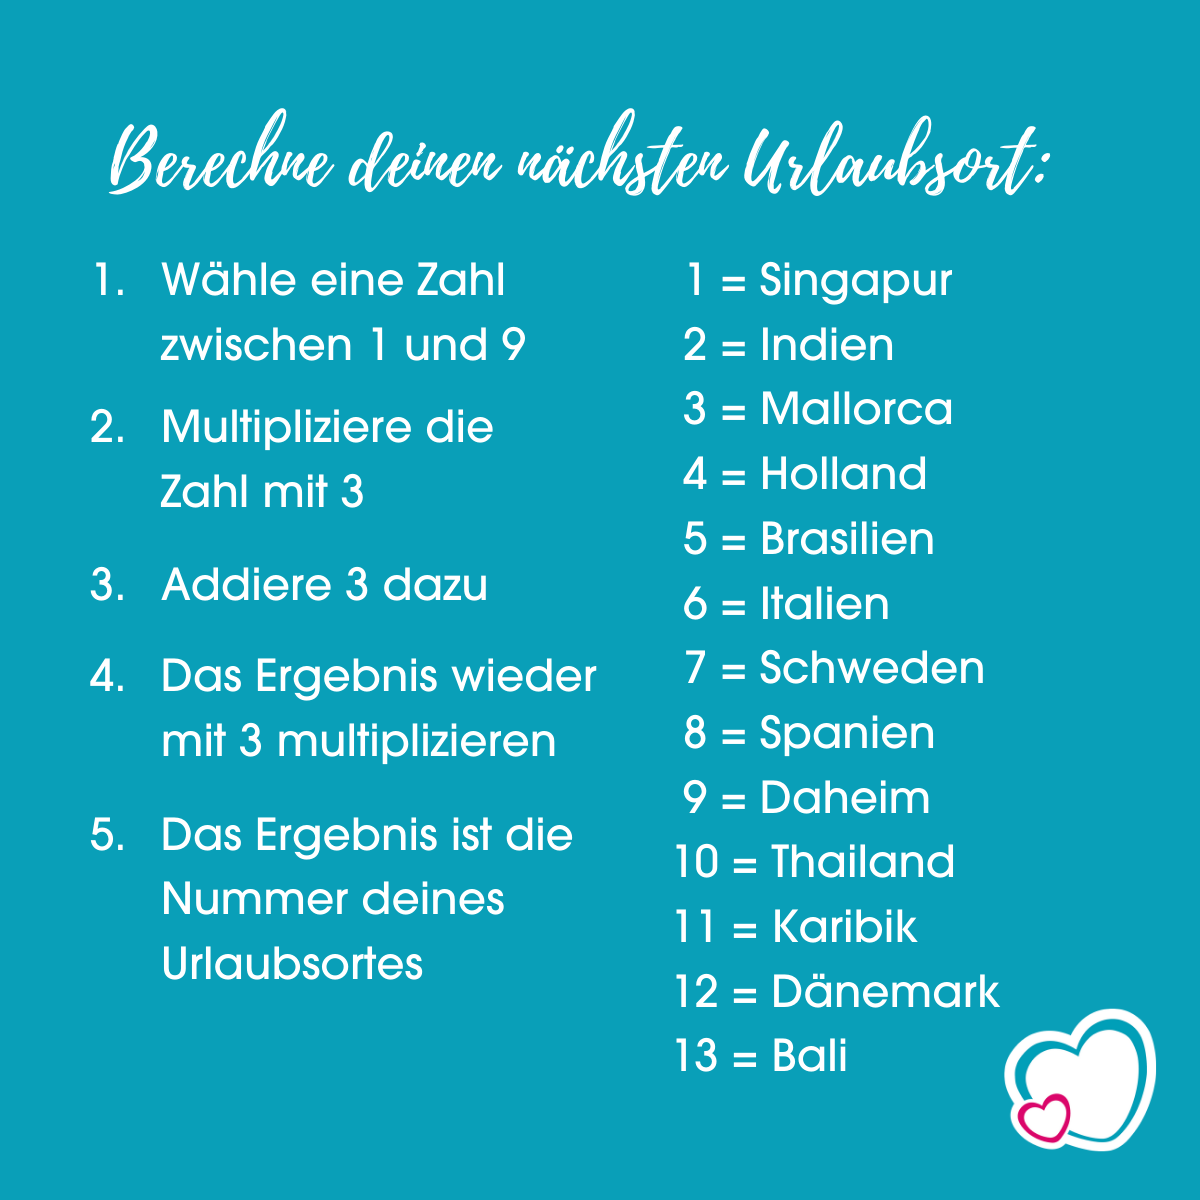 Berechne deinen nächsten Urlaubsort:
1. Wähle eine Zahl
zwischen 1 und 9
2. Multipliziere die
Zahl mit 3
3. Addiere 3 dazu
4. Das Ergebnis wieder
mit 3 multiplizieren
5. Das Ergebnis ist die
Nummer deines
Urlaubsortes
1 = Singapur
2 = Indien
3 = Mallorca
4 = Holland
5 = Brasilien
6 = Italien
7 = Schweden
8 = Spanien
9 = Daheim
10 = Thailand
11 = Karibik
12 = Dänemark
13 = Bali